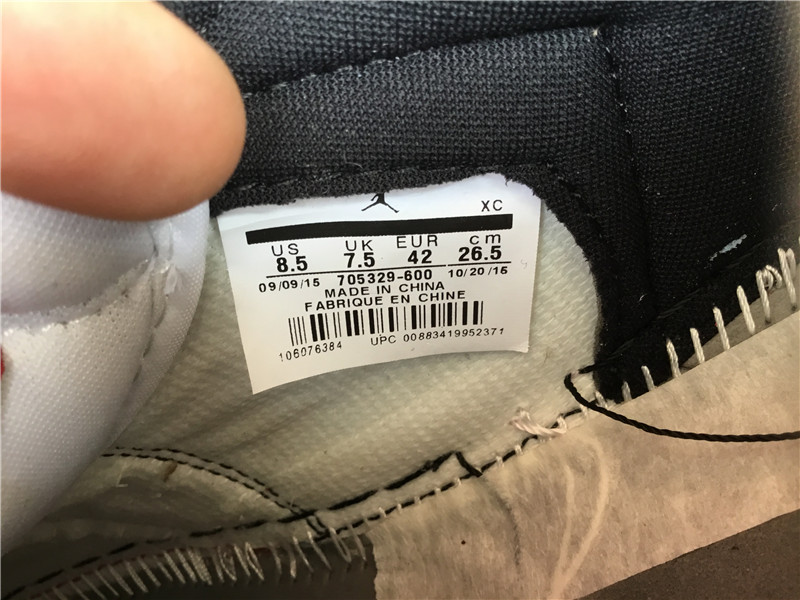 XC
US UK EUR cm
8.5 7.5 42 26.5
09/09/15 705329-600 10/20/15
MADE IN CHINA
FABRIQUE EN CHINE
106076384 UPC 00883419952371